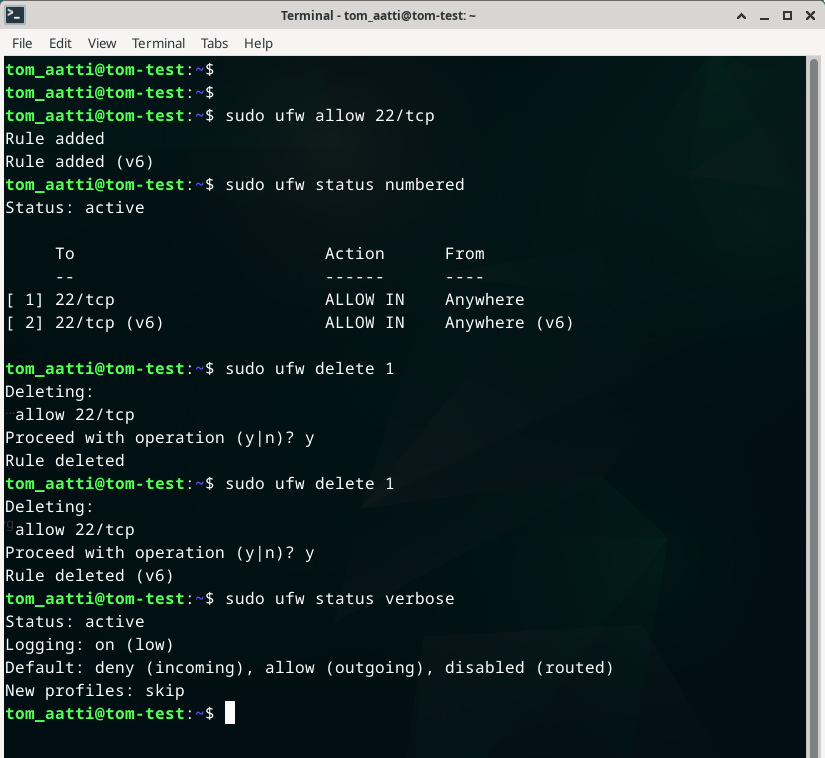 Terminal - tom_aatti@tom-test: ~
File Edit View Terminal Tabs Help
tom_aatti@tom-test:~$
tom_aatti@tom-test:~$
tom_aatti@tom-test:~$ sudo ufw allow 22/tcp
Rule added
Rule added (v6)
tom_aatti@tom-test:~$ sudo ufw status numbered
Status: active
     To                         Action      From
     --                         ------      ----
[ 1] 22/tcp                     ALLOW IN    Anywhere
[ 2] 22/tcp (v6)                ALLOW IN    Anywhere (v6)
tom_aatti@tom-test:~$ sudo ufw delete 1
Deleting:
 allow 22/tcp
Proceed with operation (y|n)? y
Rule deleted
tom_aatti@tom-test:~$ sudo ufw delete 1
Deleting:
 allow 22/tcp
Proceed with operation (y|n)? y
Rule deleted (v6)
tom_aatti@tom-test:~$ sudo ufw status verbose
Status: active
Logging: on (low)
Default: deny (incoming), allow (outgoing), disabled (routed)
New profiles: skip
tom_aatti@tom-test:~$